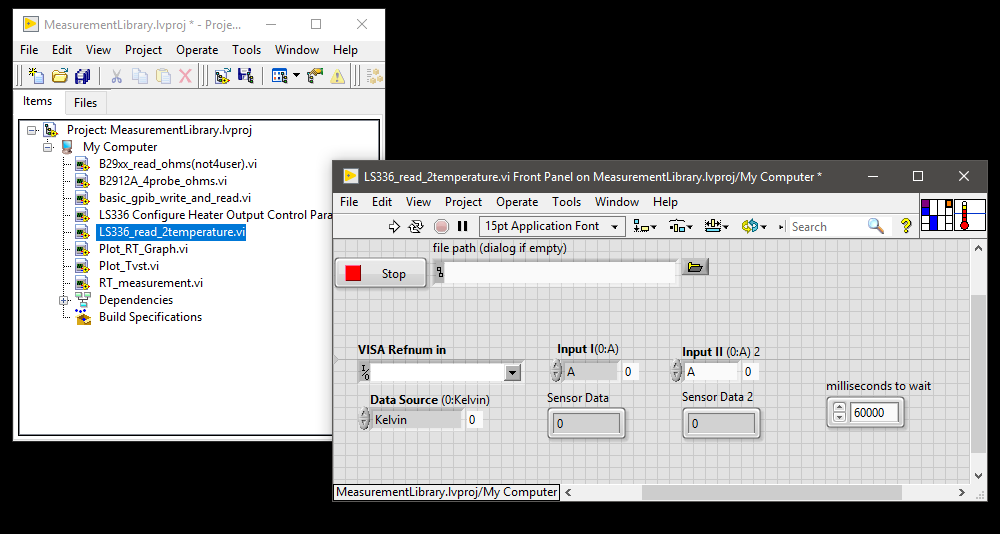 MeasurementLibrary.lvproj * - Proje...
File Edit View Project Operate Tools Window Help
Items Files
Project: MeasurementLibrary.lvproj
My Computer
B29xx_read_ohms(not4user).vi
B2912A_4probe_ohms.vi
basic_gpib_write_and_read.vi
LS336 Configure Heater Output Control Para
LS336_read_2temperature.vi
Plot_RT_Graph.vi
Plot_Tvst.vi
RT_measurement.vi
Dependencies
Build Specifications
LS336_read_2temperature.vi Front Panel on MeasurementLibrary.lvproj/My Computer *
File Edit View Project Operate Tools Window Help
15pt Application Font Search
file path (dialog if empty)
Stop
VISA Refnum in Input I(0:A) Input II (0:A) 2
A 0 A 0
milliseconds to wait
Data Source (0:Kelvin) Sensor Data Sensor Data 2
Kelvin 0 0 0 60000
MeasurementLibrary.lvproj/My Computer